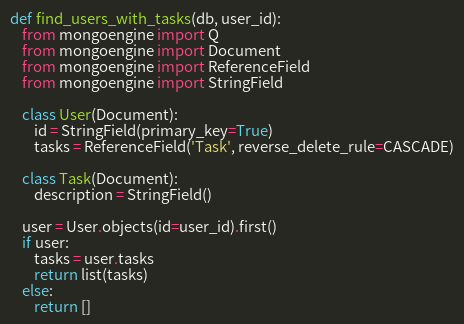 def find_users_with_tasks(db, user_id):
    from mongoengine import Q
    from mongoengine import Document
    from mongoengine import ReferenceField
    from mongoengine import StringField

    class User(Document):
        id = StringField(primary_key=True)
        tasks = ReferenceField('Task', reverse_delete_rule=CASCADE)

    class Task(Document):
        description = StringField()

    user = User.objects(id=user_id).first()
    if user:
        tasks = user.tasks
        return list(tasks)
    else:
        return []